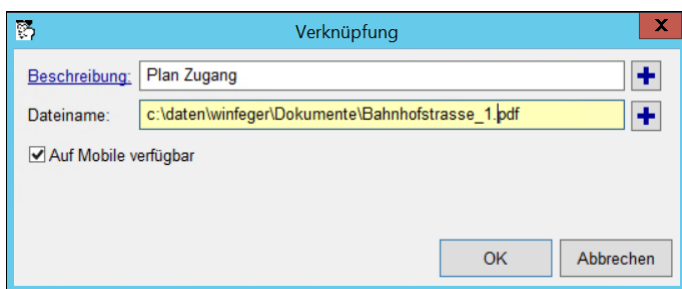 Verknüpfung
Beschreibung: Plan Zugang
Dateiname: c:\daten\winfeger\Dokumente\Bahnhofstrasse_1.pdf
Auf Mobile verfügbar
OK Abbrechen